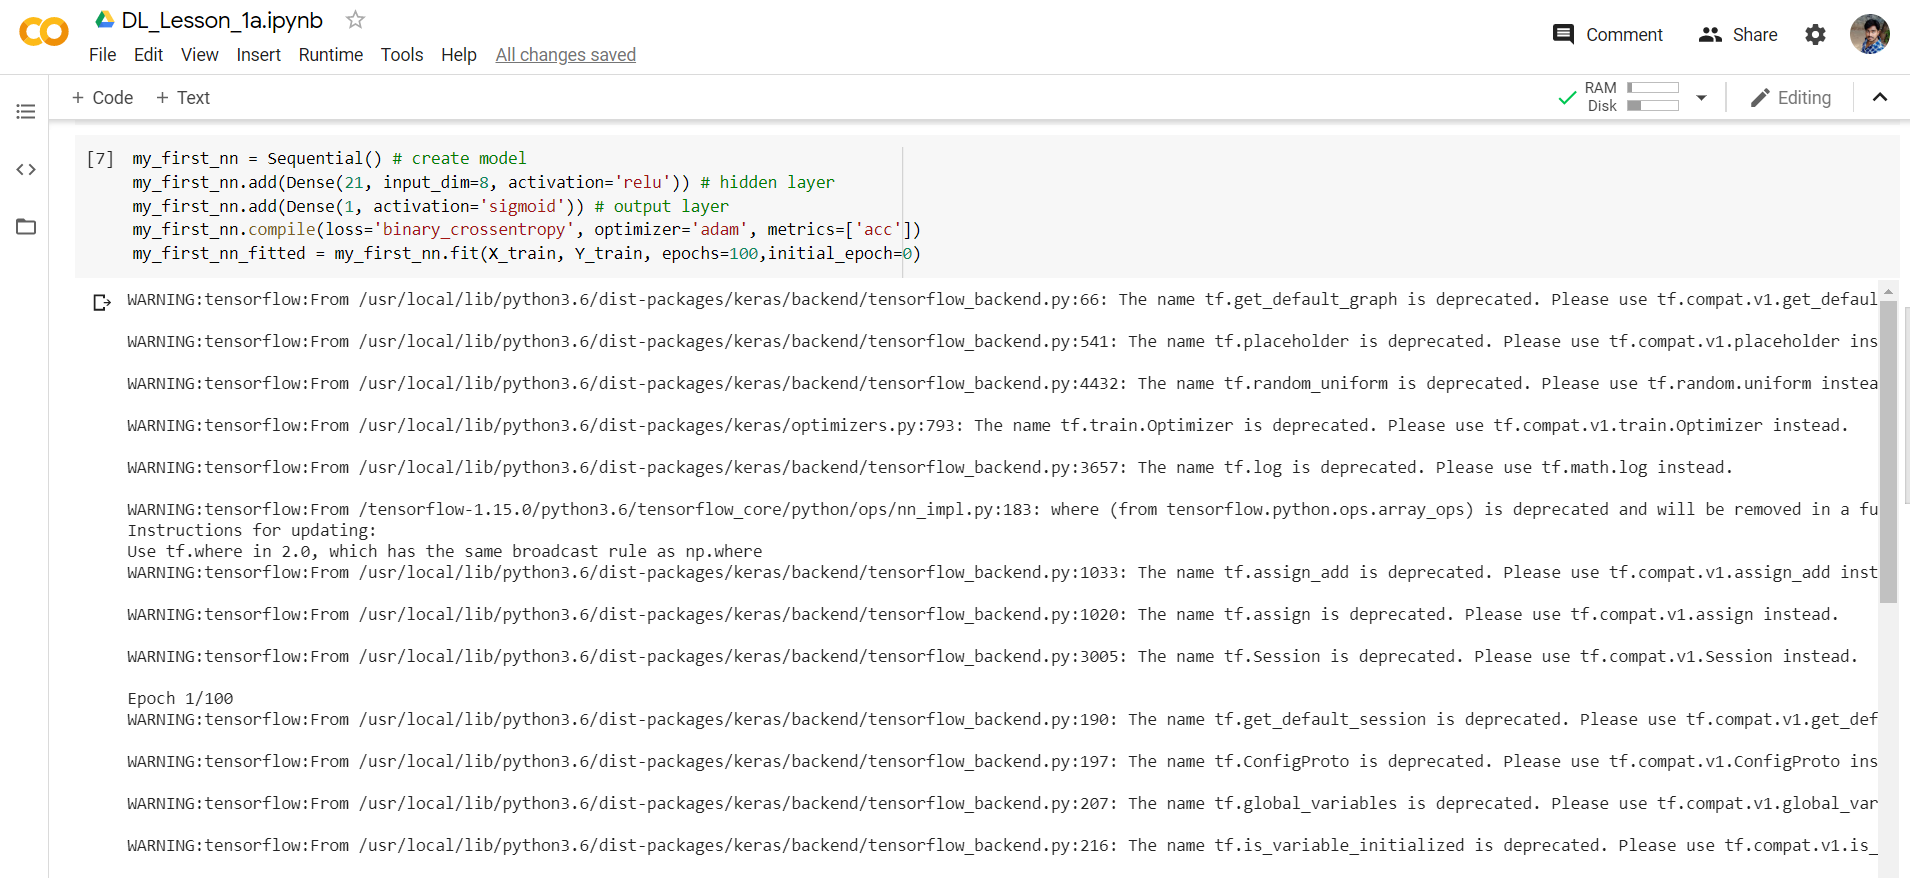 DL_Lesson_1a.ipynb
File Edit View Insert Runtime Tools Help All changes saved
Comment Share
+ Code + Text
RAM
Disk
Editing
[7] my_first_nn = Sequential() # create model
my_first_nn.add(Dense(21, input_dim=8, activation='relu')) # hidden layer
my_first_nn.add(Dense(1, activation='sigmoid')) # output layer
my_first_nn.compile(loss='binary_crossentropy', optimizer='adam', metrics=['acc'])
my_first_nn_fitted = my_first_nn.fit(X_train, Y_train, epochs=100,initial_epoch=0)
WARNING:tensorflow:From /usr/local/lib/python3.6/dist-packages/keras/backend/tensorflow_backend.py:66: The name tf.get_default_graph is deprecated. Please use tf.compat.v1.get_defaul
WARNING:tensorflow:From /usr/local/lib/python3.6/dist-packages/keras/backend/tensorflow_backend.py:541: The name tf.placeholder is deprecated. Please use tf.compat.v1.placeholder ins
WARNING:tensorflow:From /usr/local/lib/python3.6/dist-packages/keras/backend/tensorflow_backend.py:4432: The name tf.random_uniform is deprecated. Please use tf.random.uniform instea
WARNING:tensorflow:From /usr/local/lib/python3.6/dist-packages/keras/optimizers.py:793: The name tf.train.Optimizer is deprecated. Please use tf.compat.v1.train.Optimizer instead.
WARNING:tensorflow:From /usr/local/lib/python3.6/dist-packages/keras/backend/tensorflow_backend.py:3657: The name tf.log is deprecated. Please use tf.math.log instead.
WARNING:tensorflow:From /tensorflow-1.15.0/python3.6/tensorflow_core/python/ops/nn_impl.py:183: where (from tensorflow.python.ops.array_ops) is deprecated and will be removed in a fu
Instructions for updating:
Use tf.where in 2.0, which has the same broadcast rule as np.where
WARNING:tensorflow:From /usr/local/lib/python3.6/dist-packages/keras/backend/tensorflow_backend.py:1033: The name tf.assign_add is deprecated. Please use tf.compat.v1.assign_add inst
WARNING:tensorflow:From /usr/local/lib/python3.6/dist-packages/keras/backend/tensorflow_backend.py:1020: The name tf.assign is deprecated. Please use tf.compat.v1.assign instead.
WARNING:tensorflow:From /usr/local/lib/python3.6/dist-packages/keras/backend/tensorflow_backend.py:3005: The name tf.Session is deprecated. Please use tf.compat.v1.Session instead.
Epoch 1/100
WARNING:tensorflow:From /usr/local/lib/python3.6/dist-packages/keras/backend/tensorflow_backend.py:190: The name tf.get_default_session is deprecated. Please use tf.compat.v1.get_def
WARNING:tensorflow:From /usr/local/lib/python3.6/dist-packages/keras/backend/tensorflow_backend.py:197: The name tf.ConfigProto is deprecated. Please use tf.compat.v1.ConfigProto ins
WARNING:tensorflow:From /usr/local/lib/python3.6/dist-packages/keras/backend/tensorflow_backend.py:207: The name tf.global_variables is deprecated. Please use tf.compat.v1.global_var
WARNING:tensorflow:From /usr/local/lib/python3.6/dist-packages/keras/backend/tensorflow_backend.py:216: The name tf.is_variable_initialized is deprecated. Please use tf.compat.v1.is_